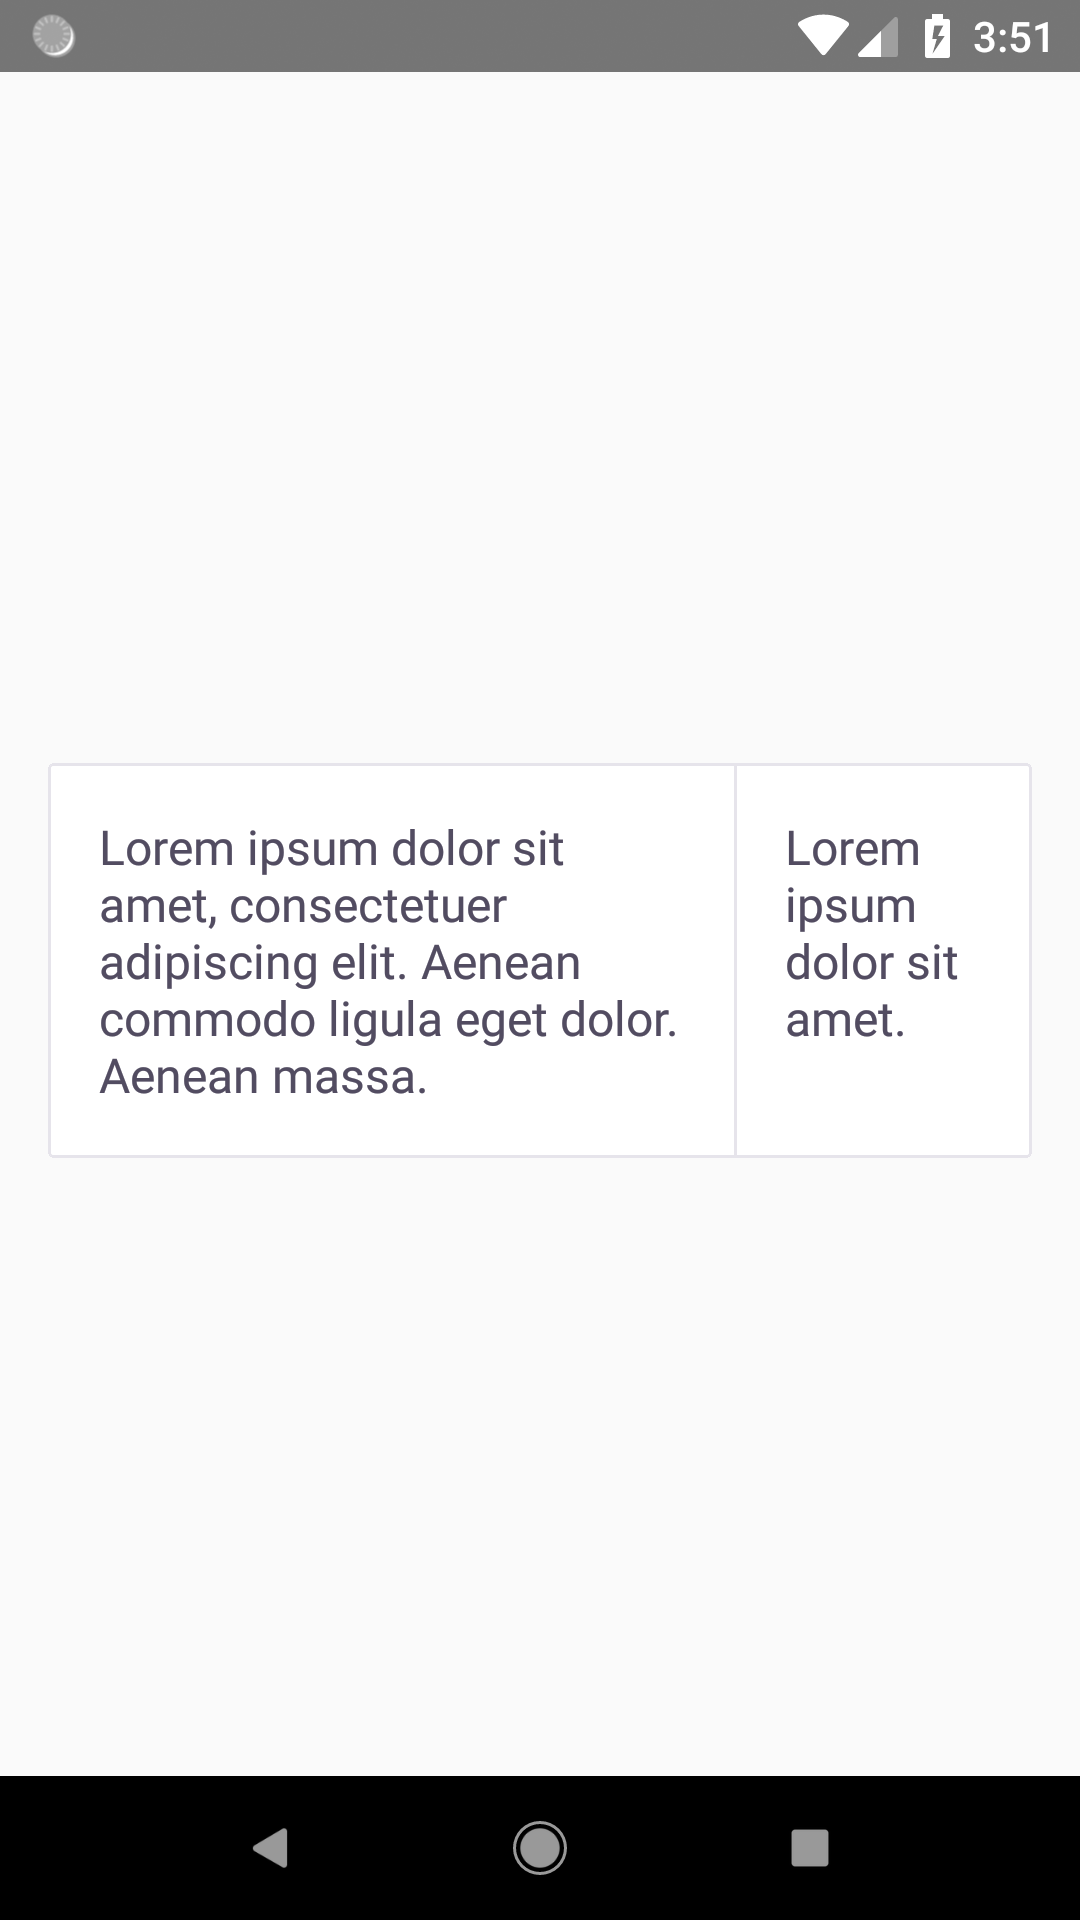 3:51
Lorem ipsum dolor sit
amet, consectetuer
adipiscing elit. Aenean
commodo ligula eget dolor.
Aenean massa.
Lorem
ipsum
dolor sit
amet.